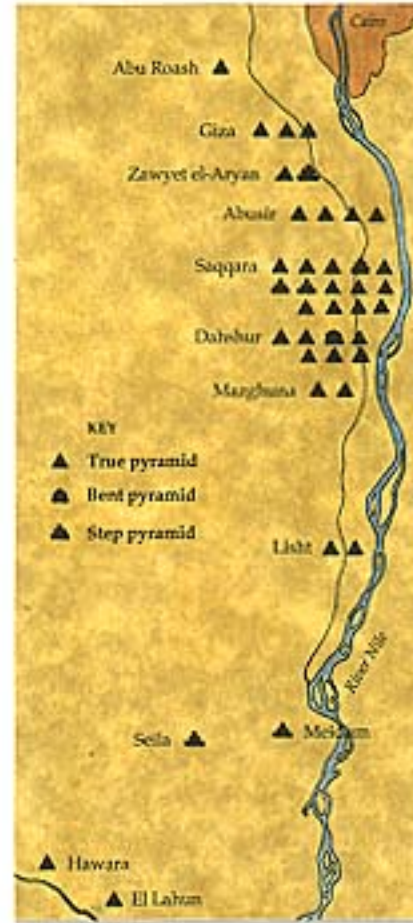 Cairo
Abu Roash
Giza
Zawyet el-Aryan
Abusir
Saqqara
Dahshur
Mazghuna
KEY
True pyramid
Bent pyramid
Step pyramid
Lisht
River Nile
Seila
Meidum
Hawara
El Lahun